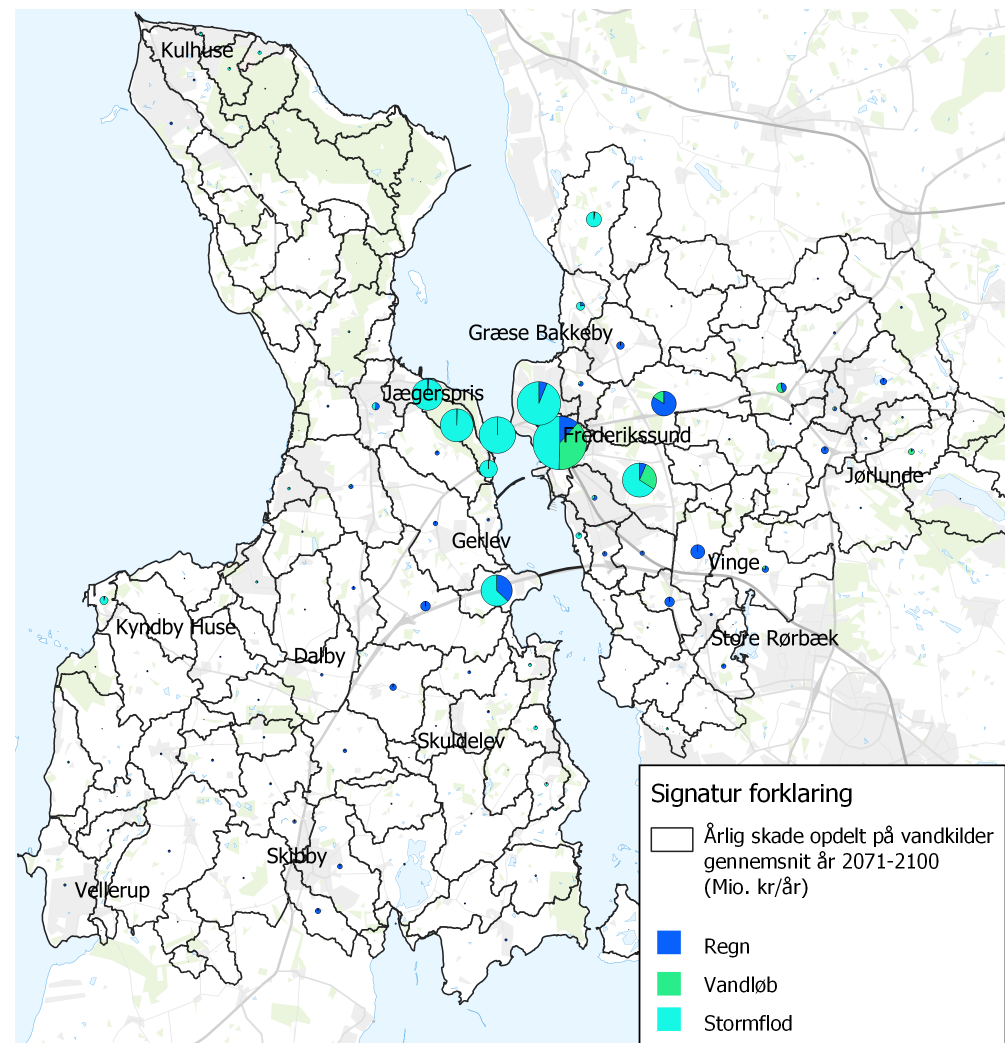 Kulhuse
Græse Bakkeby
Jægerspris
Frederikssund
Jørlunde
Gerlev
Vinge
Kyndby Huse
Store Rørbæk
Dalby
Skuldelev
Skibby
Vellerup
Signatur forklaring
Årlig skade opdelt på vandkilder
gennemsnit år 2071-2100
(Mio. kr/år)
Regn
Vandløb
Stormflod